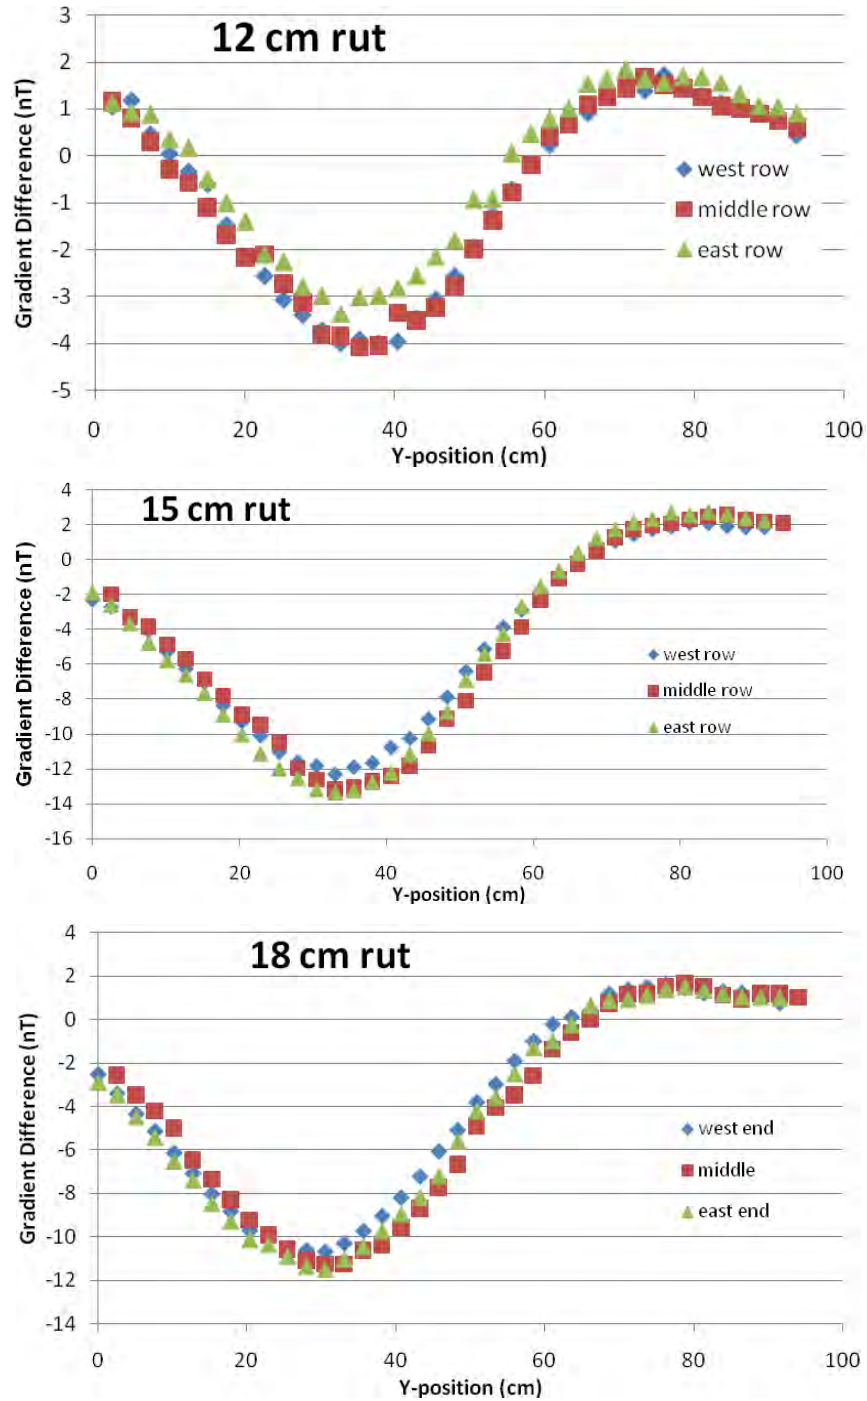 12 cm rut
Gradient Difference (nT)
3
2
1
0
-1
-2
-3
-4
-5
west row
middle row
east row
0 20 40 60 80 100
Y-position (cm)
15 cm rut
Gradient Difference (nT)
4
2
0
-2
-4
-6
-8
-10
-12
-14
-16
west row
middle row
east row
0 20 40 60 80 100
Y-position (cm)
18 cm rut
Gradient Difference (nT)
4
2
0
-2
-4
-6
-8
-10
-12
-14
west end
middle
east end
0 20 40 60 80 100
Y-position (cm)